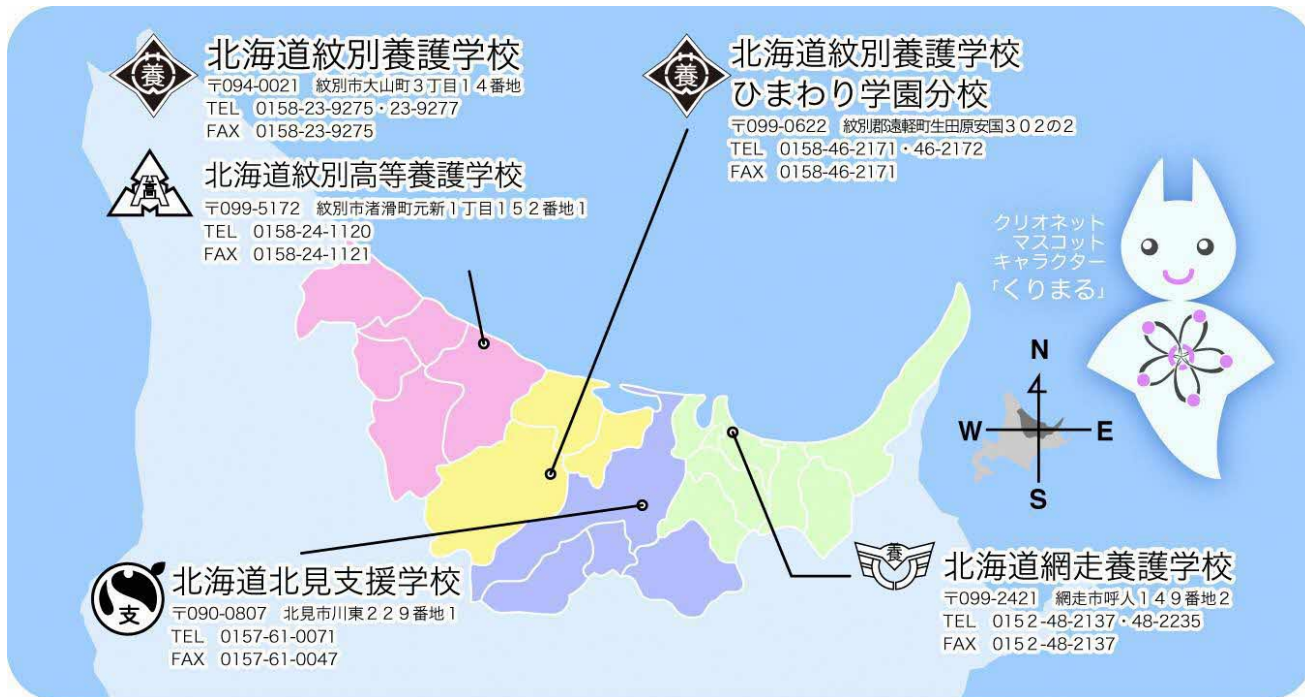 養
北海道紋別養護学校
〒094-0021 紋別市大山町3丁目14番地
TEL 0158-23-9275・23-9277
FAX 0158-23-9275
高
北海道紋別高等養護学校
〒099-5172 紋別市渚滑町元新1丁目152番地1
TEL 0158-24-1120
FAX 0158-24-1121
養
北海道紋別養護学校
ひまわり学園分校
〒099-0622 紋別郡遠軽町生田原安国302の2
TEL 0158-46-2171・46-2172
FAX 0158-46-2171
クリオネット
マスコット
キャラクター
「くりまる」
N
W E
S
支
北海道北見支援学校
〒090-0807 北見市川東229番地1
TEL 0157-61-0071
FAX 0157-61-0047
養
北海道網走養護学校
〒099-2421 網走市呼人149番地2
TEL 0152-48-2137・48-2235
FAX 0152-48-2137